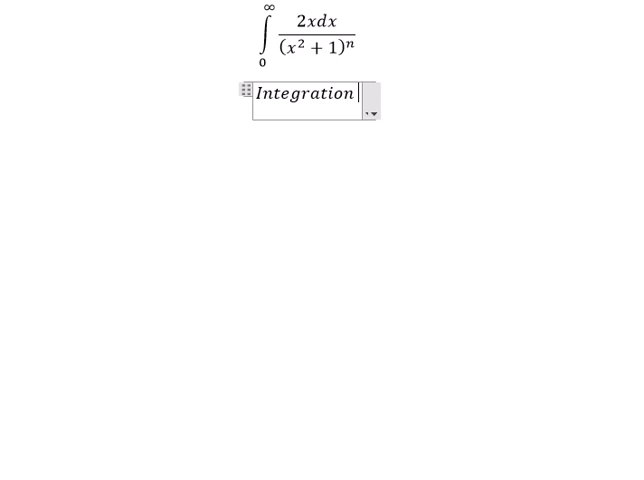 ∫₀^∞ 2xdx / (x² + 1)ⁿ
Integration